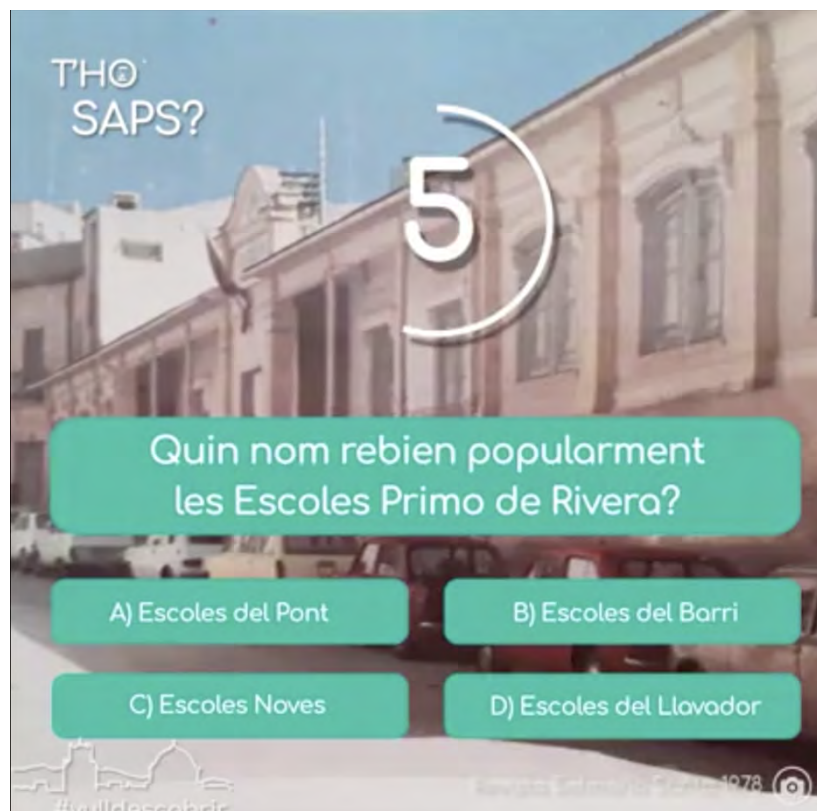 T'HO
SAPS?
5
Quin nom rebien popularment
les Escoles Primo de Rivera?
A) Escoles del Pont
B) Escoles del Barri
C) Escoles Noves
D) Escoles del Llavador
1978
#vulldescobrir